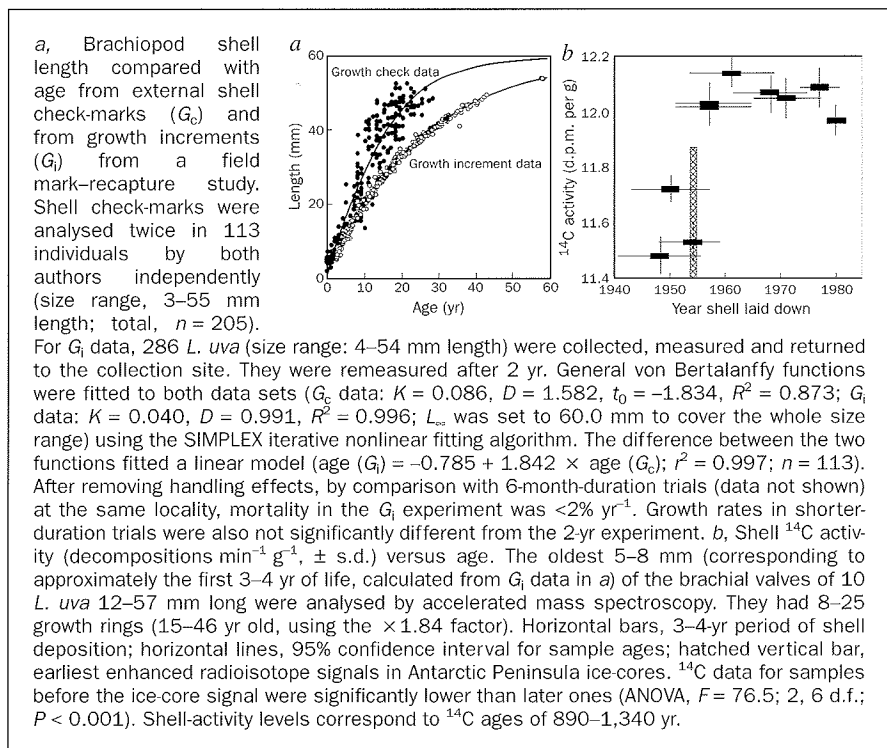 a, Brachiopod shell
length compared with
age from external shell
check-marks (Gc) and
from growth increments
(Gi) from a field
mark–recapture study.
Shell check-marks were
analysed twice in 113
individuals by both
authors independently
(size range, 3–55 mm
length; total, n = 205).
a
60
40
20
0
Length (mm)
Growth check data
Growth increment data
0 10 20 30 40 50 60
Age (yr)
b
12.2
12.0
11.8
11.6
11.4
14C activity (d.p.m. per g)
1940 1950 1960 1970 1980
Year shell laid down
For Gi data, 286 L. uva (size range: 4–54 mm length) were collected, measured and returned
to the collection site. They were remeasured after 2 yr. General von Bertalanffy functions
were fitted to both data sets (Gc data: K = 0.086, D = 1.582, t0 = –1.834, R2 = 0.873; Gi
data: K = 0.040, D = 0.991, R2 = 0.996; L∞ was set to 60.0 mm to cover the whole size
range) using the SIMPLEX iterative nonlinear fitting algorithm. The difference between the two
functions fitted a linear model (age (Gi) = –0.785 + 1.842 × age (Gc); r2 = 0.997; n = 113).
After removing handling effects, by comparison with 6-month-duration trials (data not shown)
at the same locality, mortality in the Gi experiment was <2% yr–1. Growth rates in shorter-
duration trials were also not significantly different from the 2-yr experiment. b, Shell 14C activ-
ity (decompositions min–1 g–1, ± s.d.) versus age. The oldest 5–8 mm (corresponding to
approximately the first 3–4 yr of life, calculated from Gi data in a) of the brachial valves of 10
L. uva 12–57 mm long were analysed by accelerated mass spectroscopy. They had 8–25
growth rings (15–46 yr old, using the ×1.84 factor). Horizontal bars, 3–4-yr period of shell
deposition; horizontal lines, 95% confidence interval for sample ages; hatched vertical bar,
earliest enhanced radioisotope signals in Antarctic Peninsula ice-cores. 14C data for samples
before the ice-core signal were significantly lower than later ones (ANOVA, F = 76.5; 2, 6 d.f.;
P < 0.001). Shell-activity levels correspond to 14C ages of 890–1,340 yr.